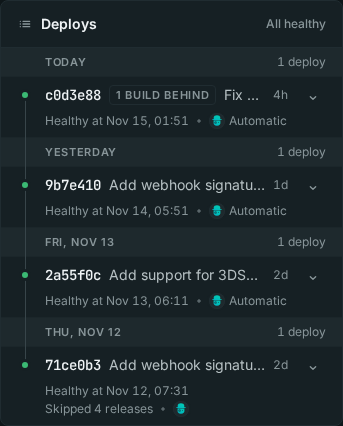 Deploys All healthy
TODAY 1 deploy
c0d3e88 1 BUILD BEHIND Fix ... 4h
Healthy at Nov 15, 01:51 • Automatic
YESTERDAY 1 deploy
9b7e410 Add webhook signatu... 1d
Healthy at Nov 14, 05:51 • Automatic
FRI, NOV 13 1 deploy
2a55f0c Add support for 3DS... 2d
Healthy at Nov 13, 06:11 • Automatic
THU, NOV 12 1 deploy
71ce0b3 Add webhook signatu... 2d
Healthy at Nov 12, 07:31
Skipped 4 releases •